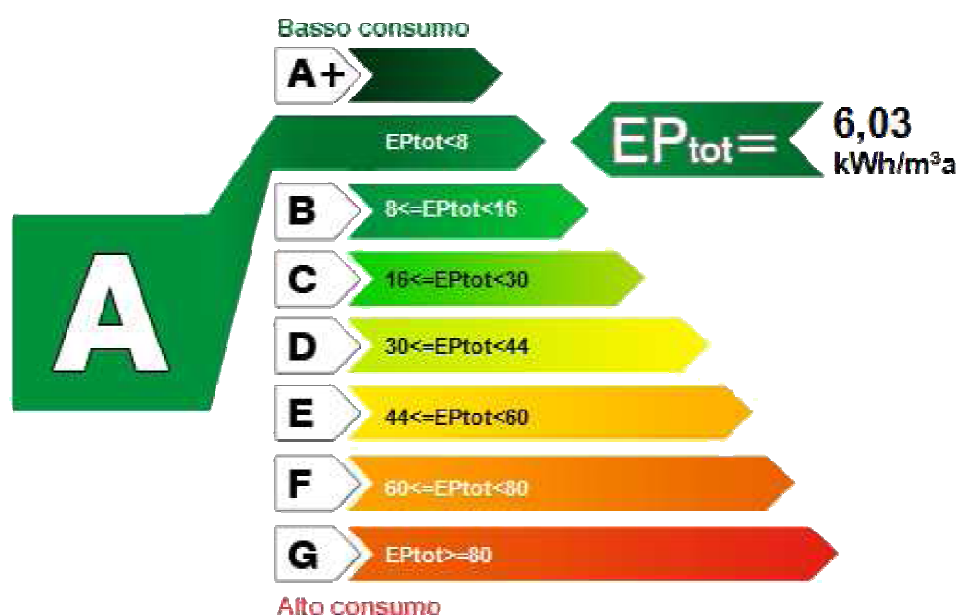 Basso consumo
A+
A
EPtot<8
EPtot=
6,03
kWh/m³a
B
8<=EPtot<16
C
16<=EPtot<30
D
30<=EPtot<44
E
44<=EPtot<60
F
60<=EPtot<80
G
EPtot>=80
Alto consumo